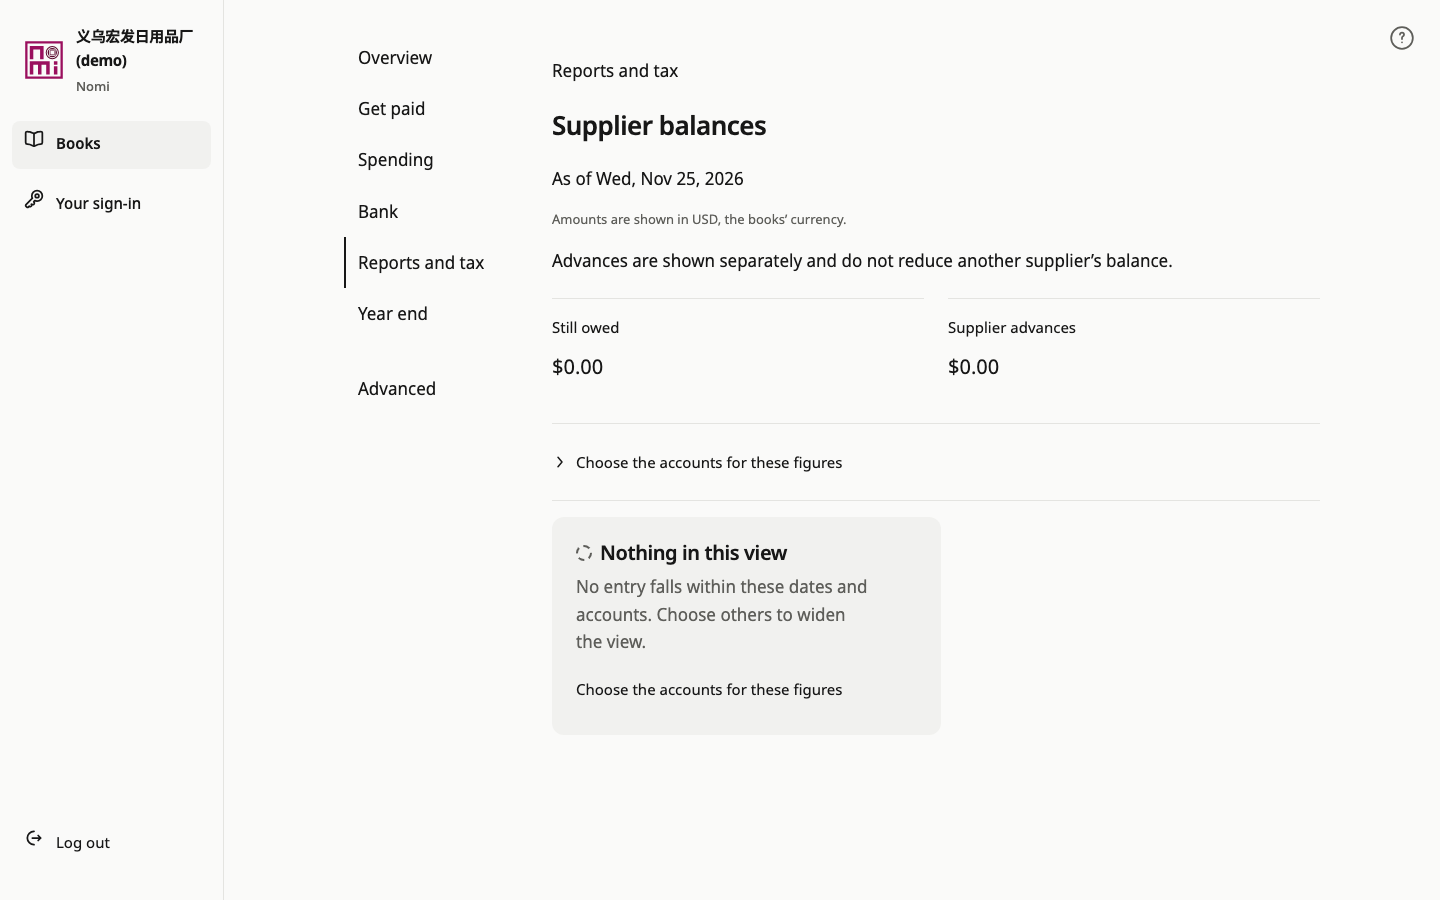 义乌宏发日用品厂
(demo)
Nomi
Books
Your sign-in
Log out
Overview
Get paid
Spending
Bank
Reports and tax
Year end
Advanced
Reports and tax
Supplier balances
As of Wed, Nov 25, 2026
Amounts are shown in USD, the books’ currency.
Advances are shown separately and do not reduce another supplier’s balance.
Still owed
$0.00
Supplier advances
$0.00
Choose the accounts for these figures
Nothing in this view
No entry falls within these dates and
accounts. Choose others to widen
the view.
Choose the accounts for these figures